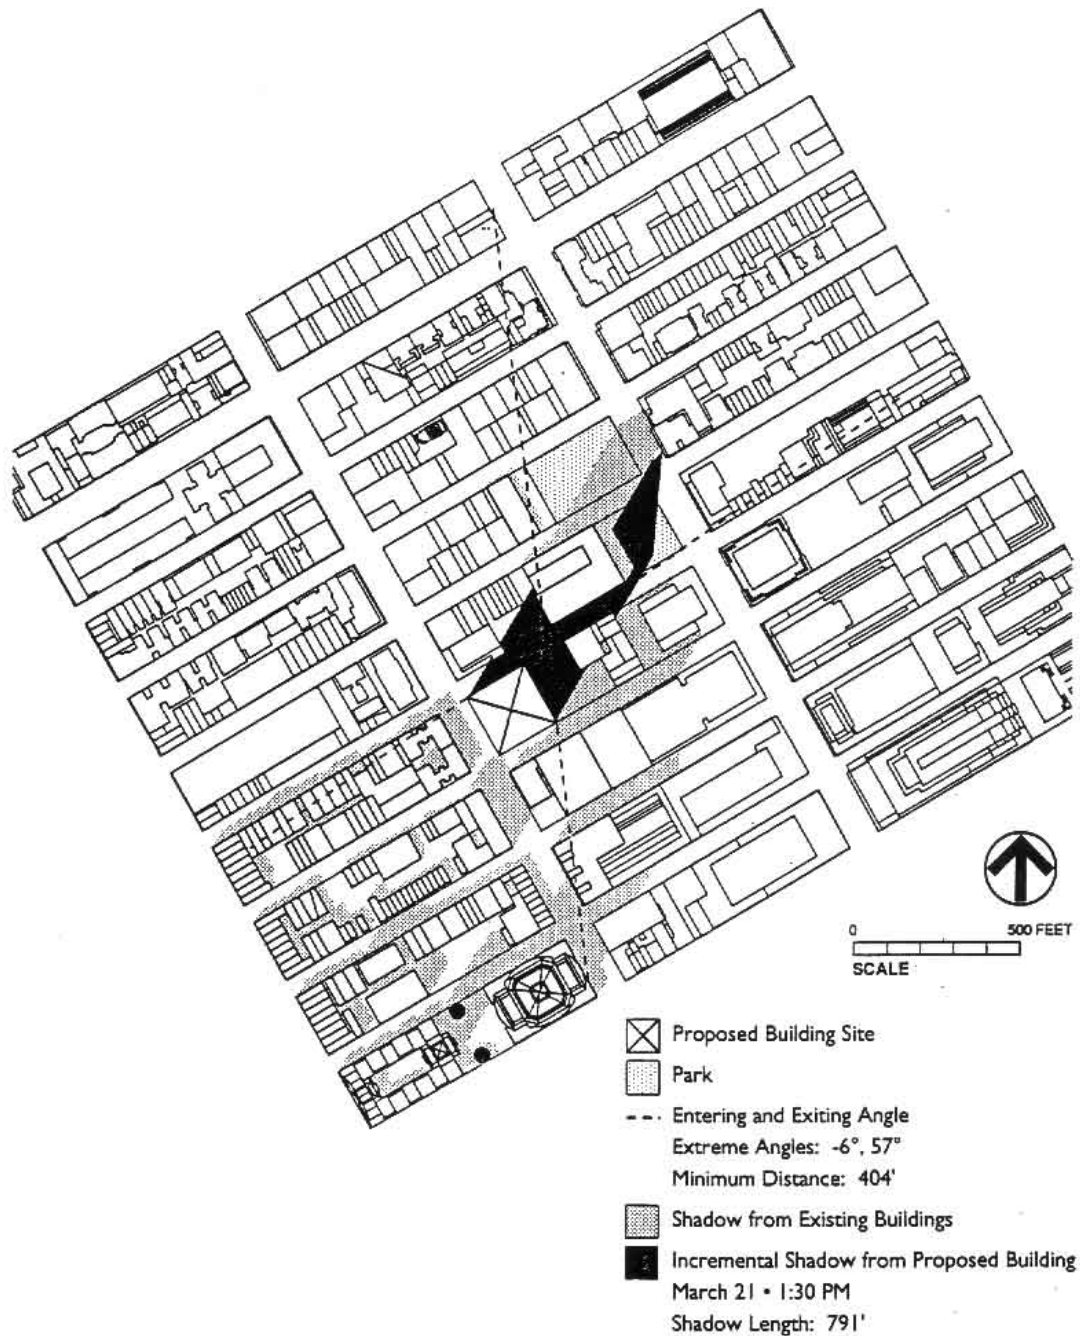 0 500 FEET
SCALE
Proposed Building Site
Park
Entering and Exiting Angle
Extreme Angles: -6°, 57°
Minimum Distance: 404'
Shadow from Existing Buildings
Incremental Shadow from Proposed Building
March 21 • 1:30 PM
Shadow Length: 791'